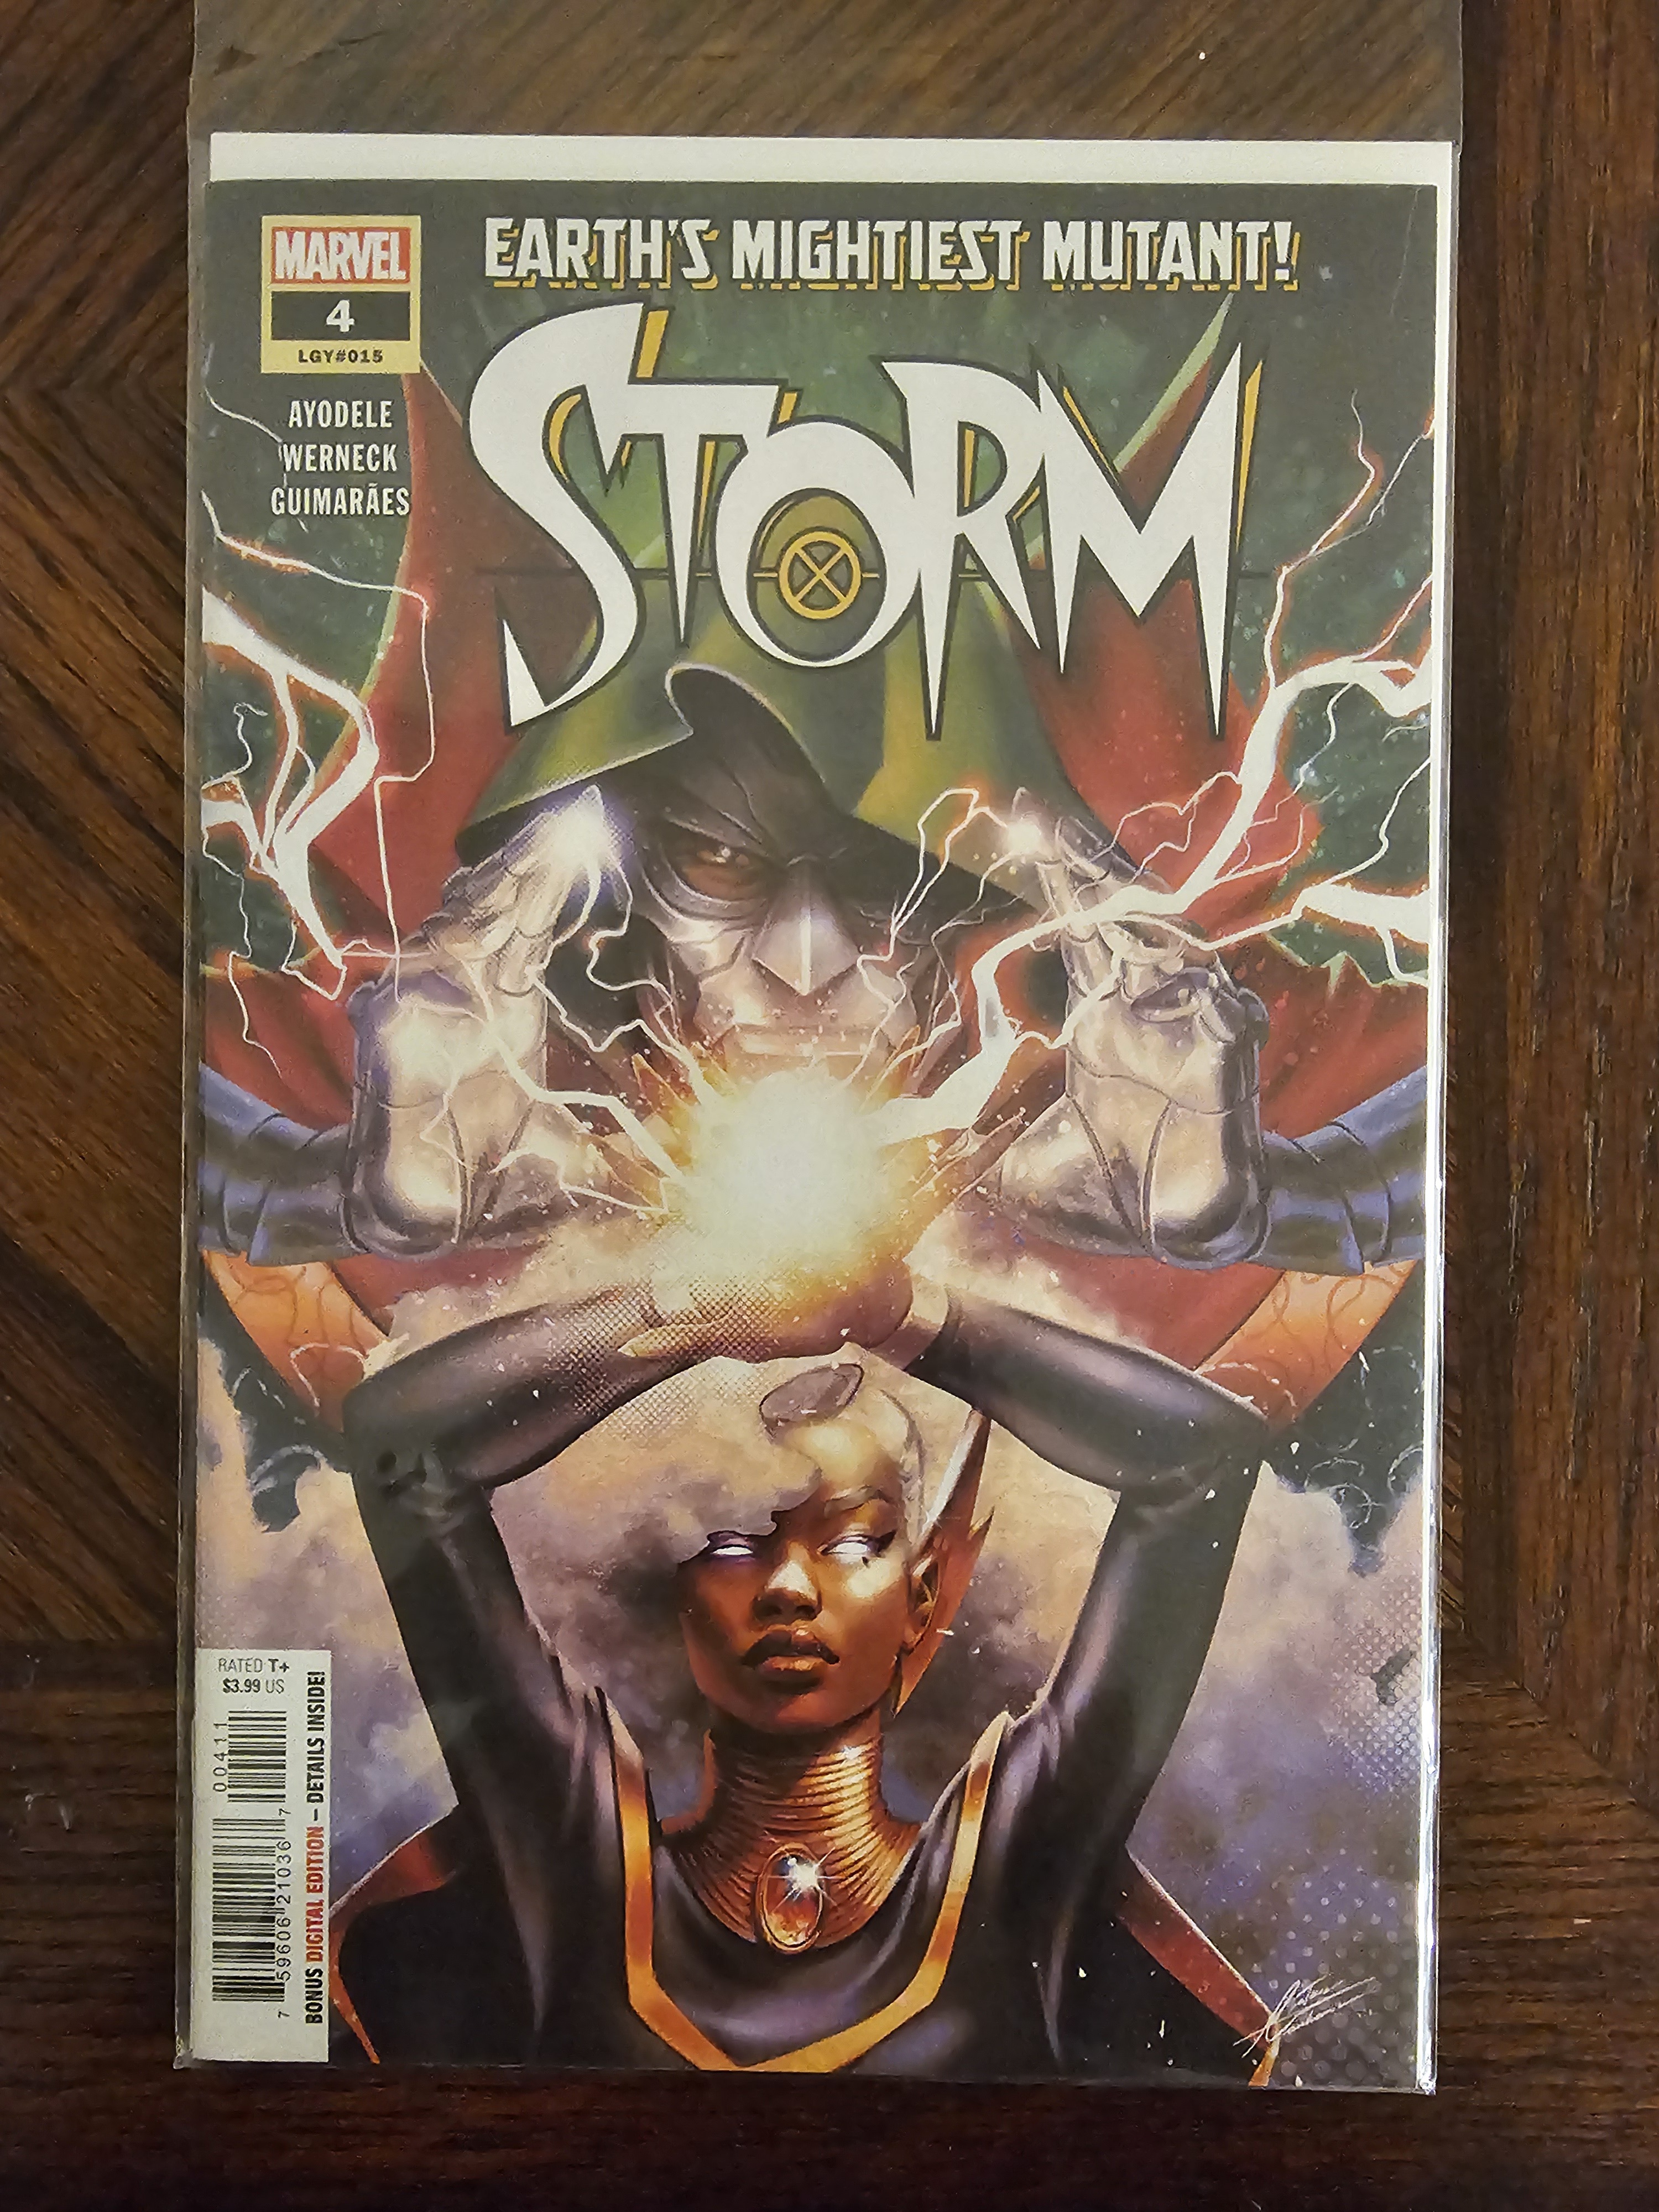 EARTH'S MIGHTIEST MUTANT!
MARVEL
4
LGY#015
STORM
AYODELE
WERNECK
GUIMARÃES
RATED T+
$3.99 US
BONUS DIGITAL EDITION – DETAILS INSIDE!
00411
7 59606 21036 7